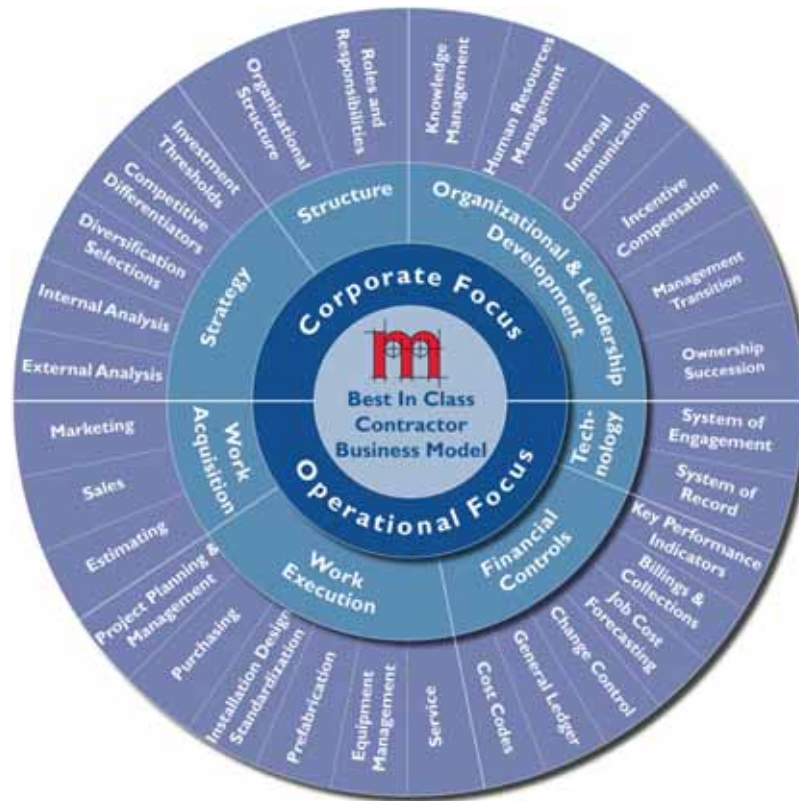 m
Best In Class
Contractor
Business Model
Corporate Focus
Operational Focus
Structure
Organizational & Leadership
Development
Tech-
nology
Financial
Controls
Work
Execution
Work
Acquisition
Strategy
Organizational
Structure
Roles and
Responsibilities
Knowledge
Management
Human Resources
Management
Internal
Communication
Incentive
Compensation
Management
Transition
Ownership
Succession
System of
Engagement
System of
Record
Key Performance
Indicators
Billings &
Collections
Job Cost
Forecasting
Change Control
General Ledger
Cost Codes
Service
Equipment
Management
Prefabrication
Installation Design
Standardization
Purchasing
Project Planning &
Management
Estimating
Sales
Marketing
External Analysis
Internal Analysis
Diversification
Selections
Competitive
Differentiators
Investment
Thresholds